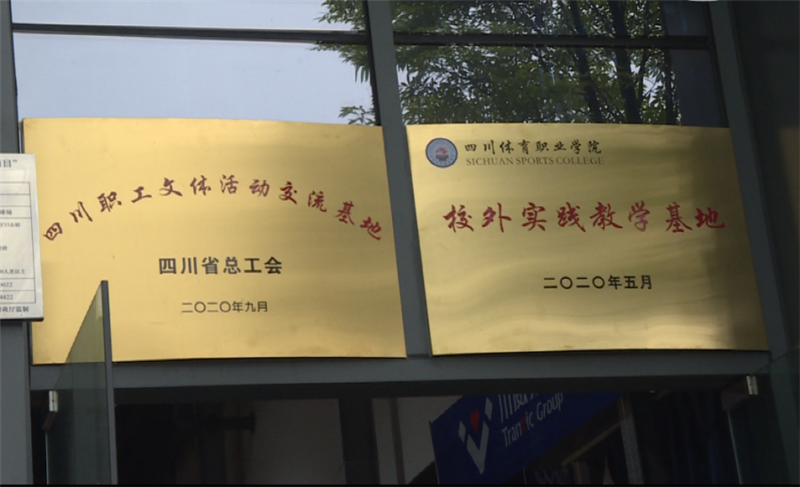 四川职工文体活动交流基地
四川省总工会
二〇二〇年九月
四川体育职业学院
SICHUAN SPORTS COLLEGE
校外实践教学基地
二〇二〇年五月
Group